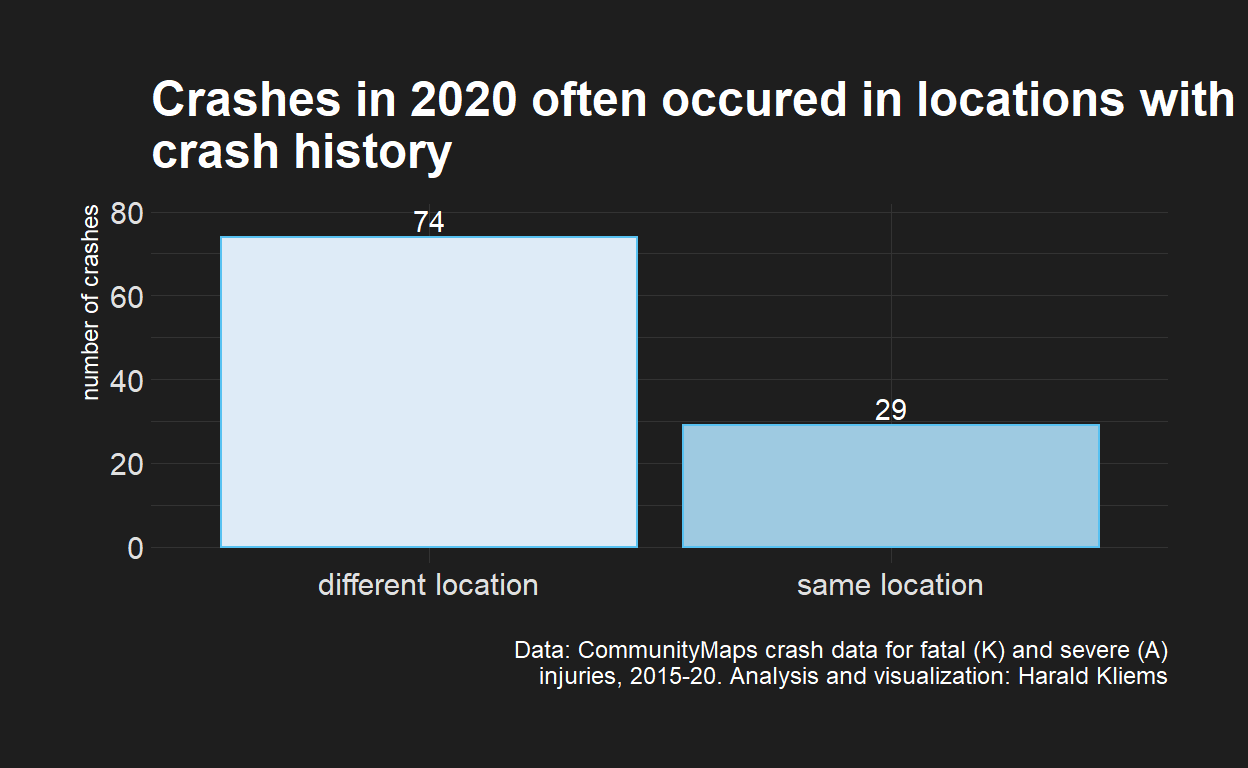 Crashes in 2020 often occured in locations with
crash history
number of crashes
80
60
40
20
0
74
29
different location
same location
Data: CommunityMaps crash data for fatal (K) and severe (A)
injuries, 2015-20. Analysis and visualization: Harald Kliems